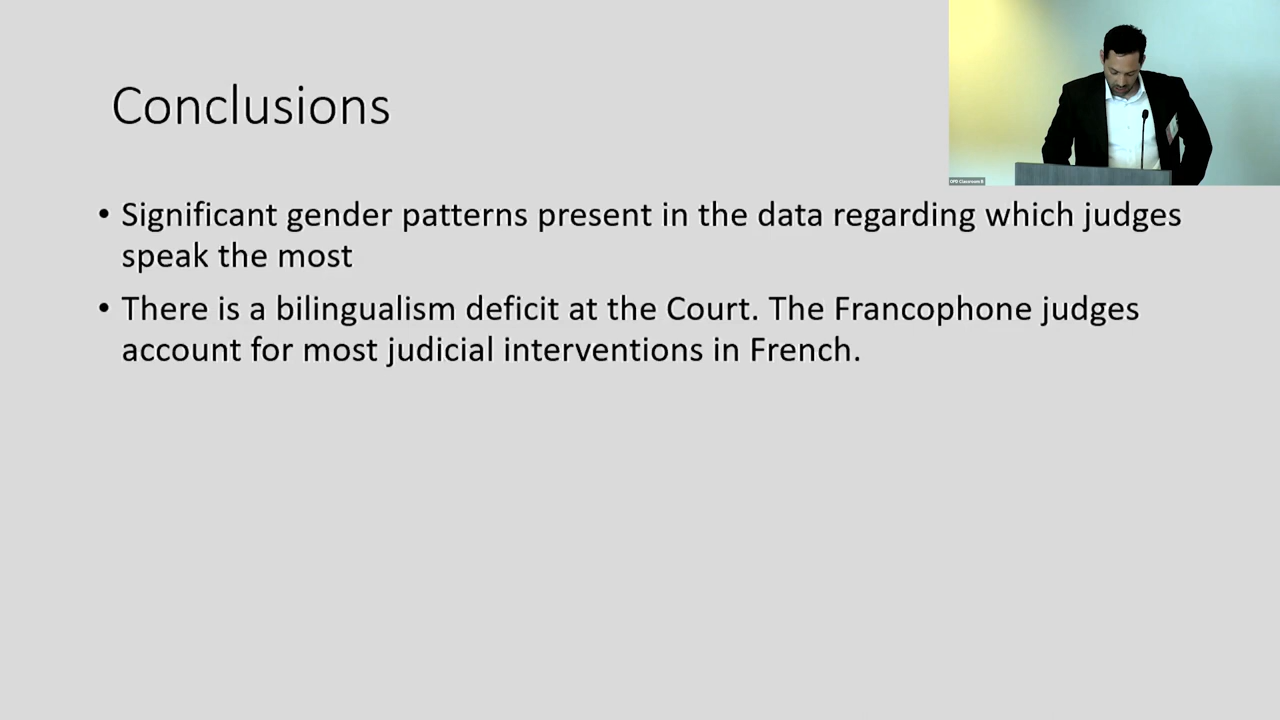 Conclusions
• Significant gender patterns present in the data regarding which judges
speak the most
• There is a bilingualism deficit at the Court. The Francophone judges
account for most judicial interventions in French.